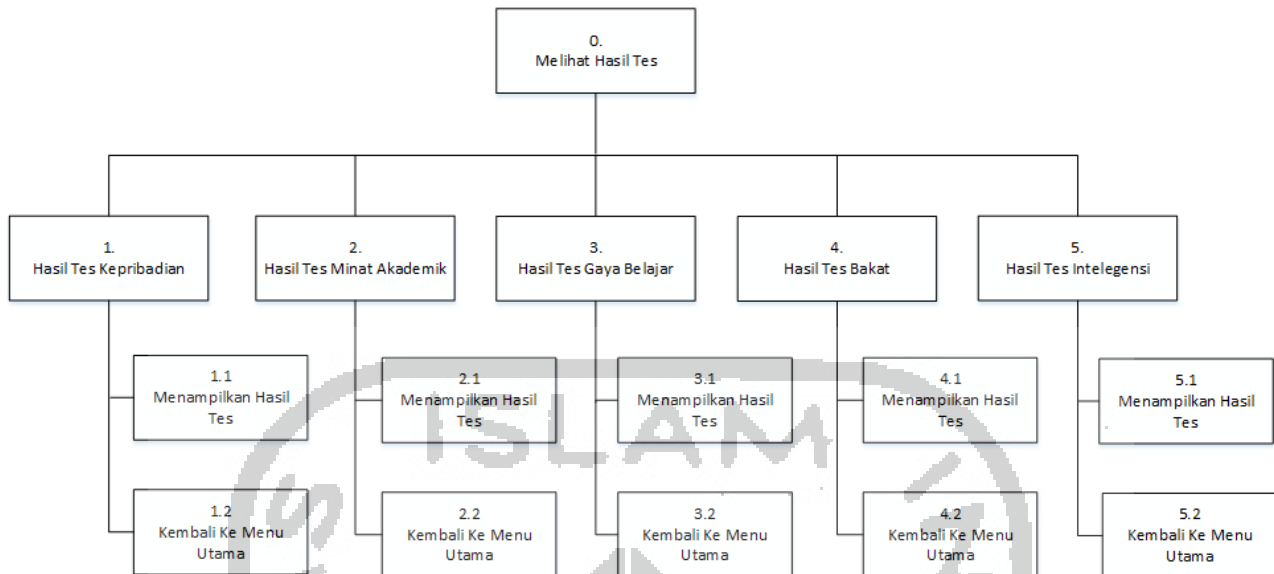 0.
Melihat Hasil Tes
1.
Hasil Tes Kepribadian
2.
Hasil Tes Minat Akademik
3.
Hasil Tes Gaya Belajar
4.
Hasil Tes Bakat
5.
Hasil Tes Intelegensi
1.1
Menampilkan Hasil
Tes
2.1
Menampilkan Hasil
Tes
3.1
Menampilkan Hasil
Tes
4.1
Menampilkan Hasil
Tes
5.1
Menampilkan Hasil
Tes
ISLAM
1.2
Kembali Ke Menu
Utama
2.2
Kembali Ke Menu
Utama
3.2
Kembali Ke Menu
Utama
4.2
Kembali Ke Menu
Utama
5.2
Kembali Ke Menu
Utama